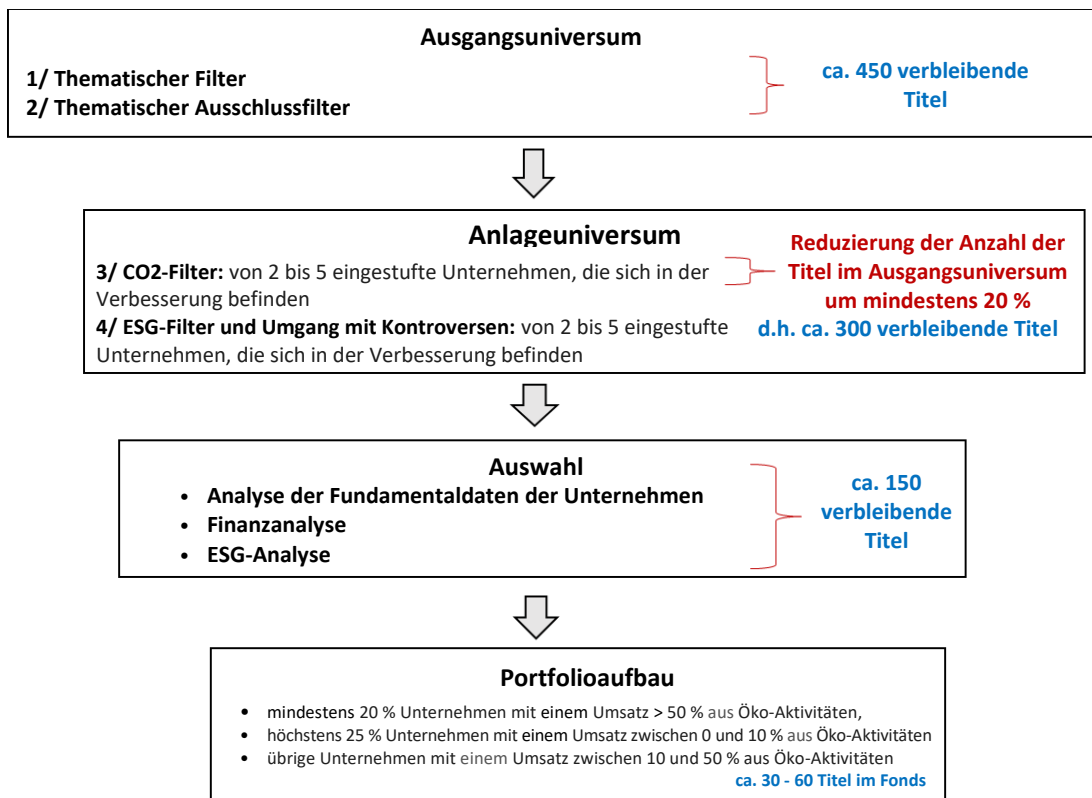 Ausgangsuniversum
1/ Thematischer Filter
2/ Thematischer Ausschlussfilter
ca. 450 verbleibende
Titel
Anlageuniversum
3/ CO2-Filter: von 2 bis 5 eingestufte Unternehmen, die sich in der
Verbesserung befinden
4/ ESG-Filter und Umgang mit Kontroversen: von 2 bis 5 eingestufte
Unternehmen, die sich in der Verbesserung befinden
Reduzierung der Anzahl der
Titel im Ausgangsuniversum
um mindestens 20 %
d.h. ca. 300 verbleibende Titel
Auswahl
• Analyse der Fundamentaldaten der Unternehmen
• Finanzanalyse
• ESG-Analyse
ca. 150
verbleibende
Titel
Portfolioaufbau
• mindestens 20 % Unternehmen mit einem Umsatz > 50 % aus Öko-Aktivitäten,
• höchstens 25 % Unternehmen mit einem Umsatz zwischen 0 und 10 % aus Öko-Aktivitäten
• übrige Unternehmen mit einem Umsatz zwischen 10 und 50 % aus Öko-Aktivitäten
ca. 30 - 60 Titel im Fonds